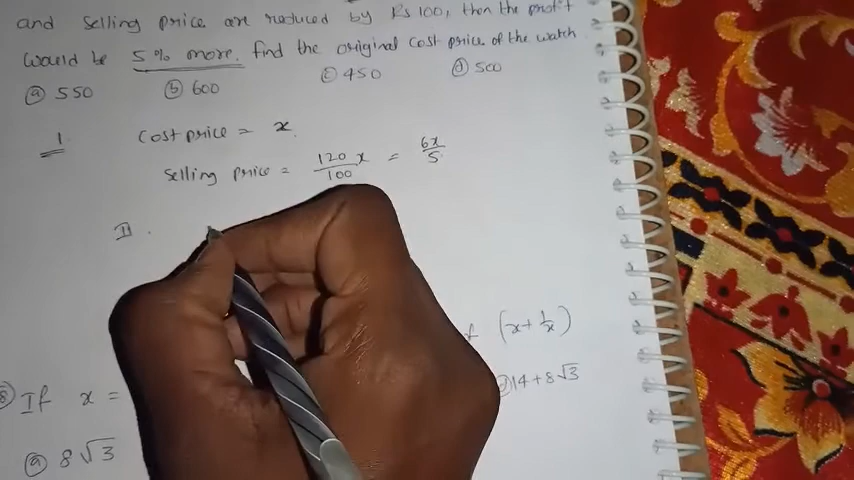 and selling price are reduced by Rs 100, then the profit
would be 5% more. find the original cost price of the watch
ⓐ 550 ⓑ 600 ⓒ 450 ⓓ 500
1. Cost price = x.
Selling price = 120/100 x = 6x/5.
II.
(x + 1/x)
⑧ If x =
ⓓ 14+8√3
ⓐ 8√3